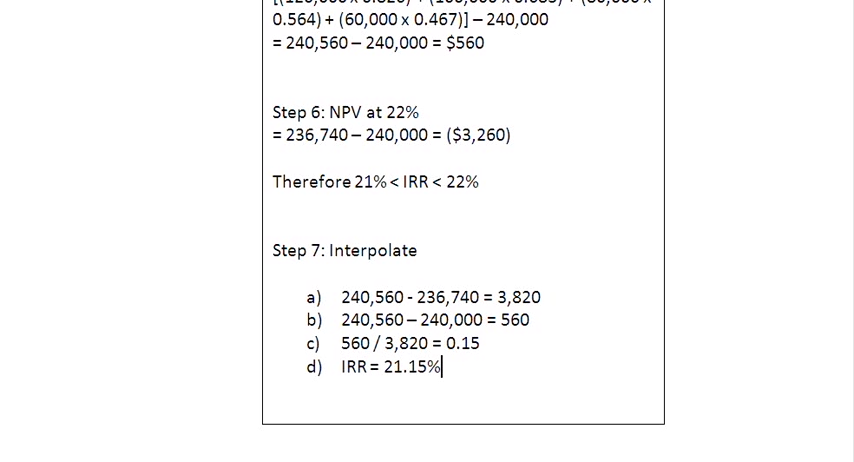 0.564) + (60,000 x 0.467)] – 240,000
= 240,560 – 240,000 = $560
Step 6: NPV at 22%
= 236,740 – 240,000 = ($3,260)
Therefore 21% < IRR < 22%
Step 7: Interpolate
a) 240,560 - 236,740 = 3,820
b) 240,560 – 240,000 = 560
c) 560 / 3,820 = 0.15
d) IRR = 21.15%